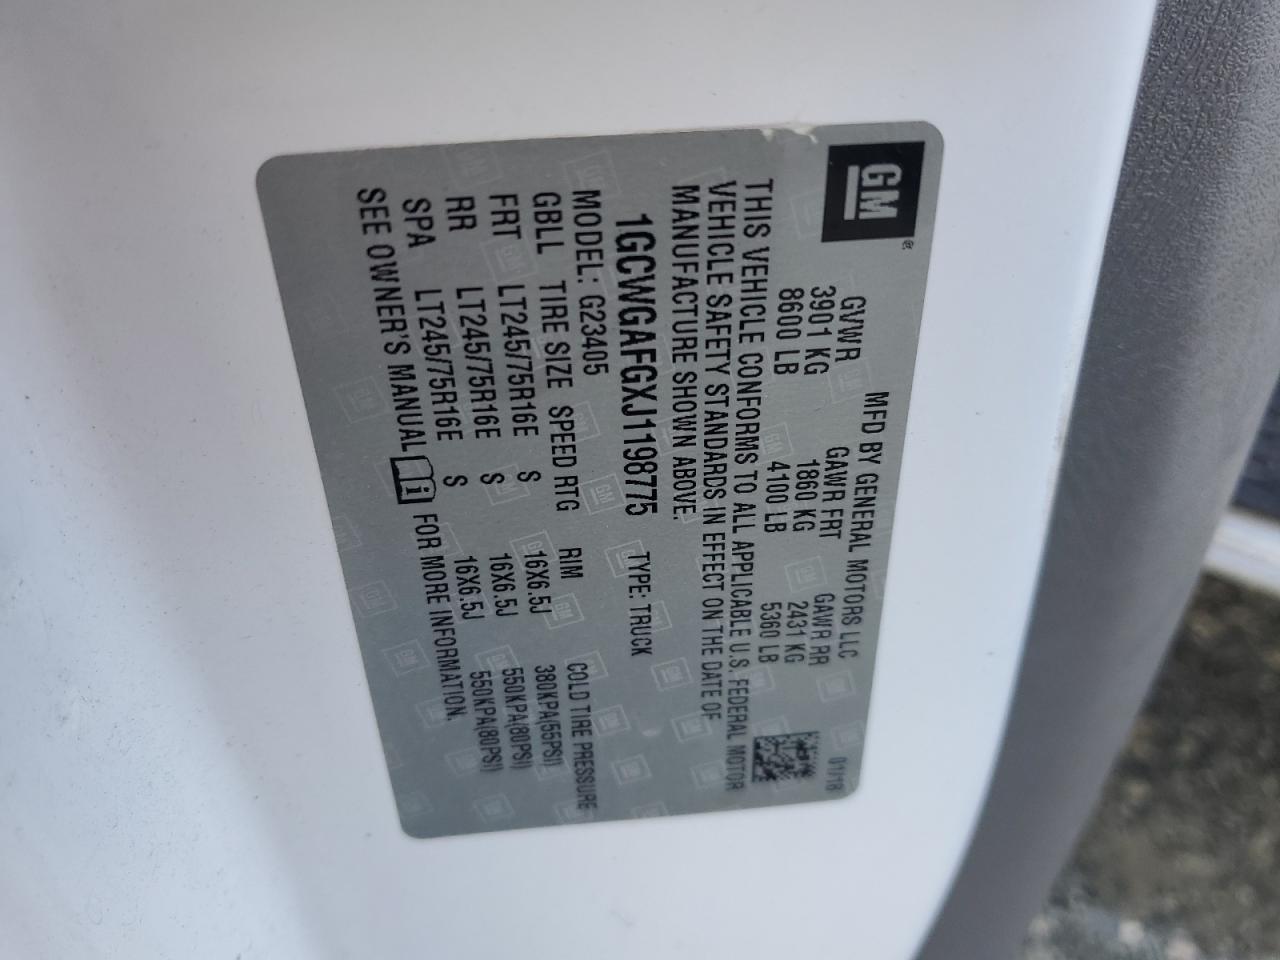 GM
MFD BY GENERAL MOTORS LLC 01/18
GVWR GAWR FRT GAWR RR
3901 KG 1860 KG 2431 KG
8600 LB 4100 LB 5360 LB
THIS VEHICLE CONFORMS TO ALL APPLICABLE U.S. FEDERAL MOTOR
VEHICLE SAFETY STANDARDS IN EFFECT ON THE DATE OF
MANUFACTURE SHOWN ABOVE.
1GCWGAFGXJ1198775 TYPE: TRUCK
MODEL: G23405
GBLL TIRE SIZE SPEED RTG RIM COLD TIRE PRESSURE
FRT LT245/75R16E S 16X6.5J 380KPA(55PSI)
RR LT245/75R16E S 16X6.5J 550KPA(80PSI)
SPA LT245/75R16E S 16X6.5J 550KPA(80PSI)
SEE OWNER'S MANUAL FOR MORE INFORMATION.